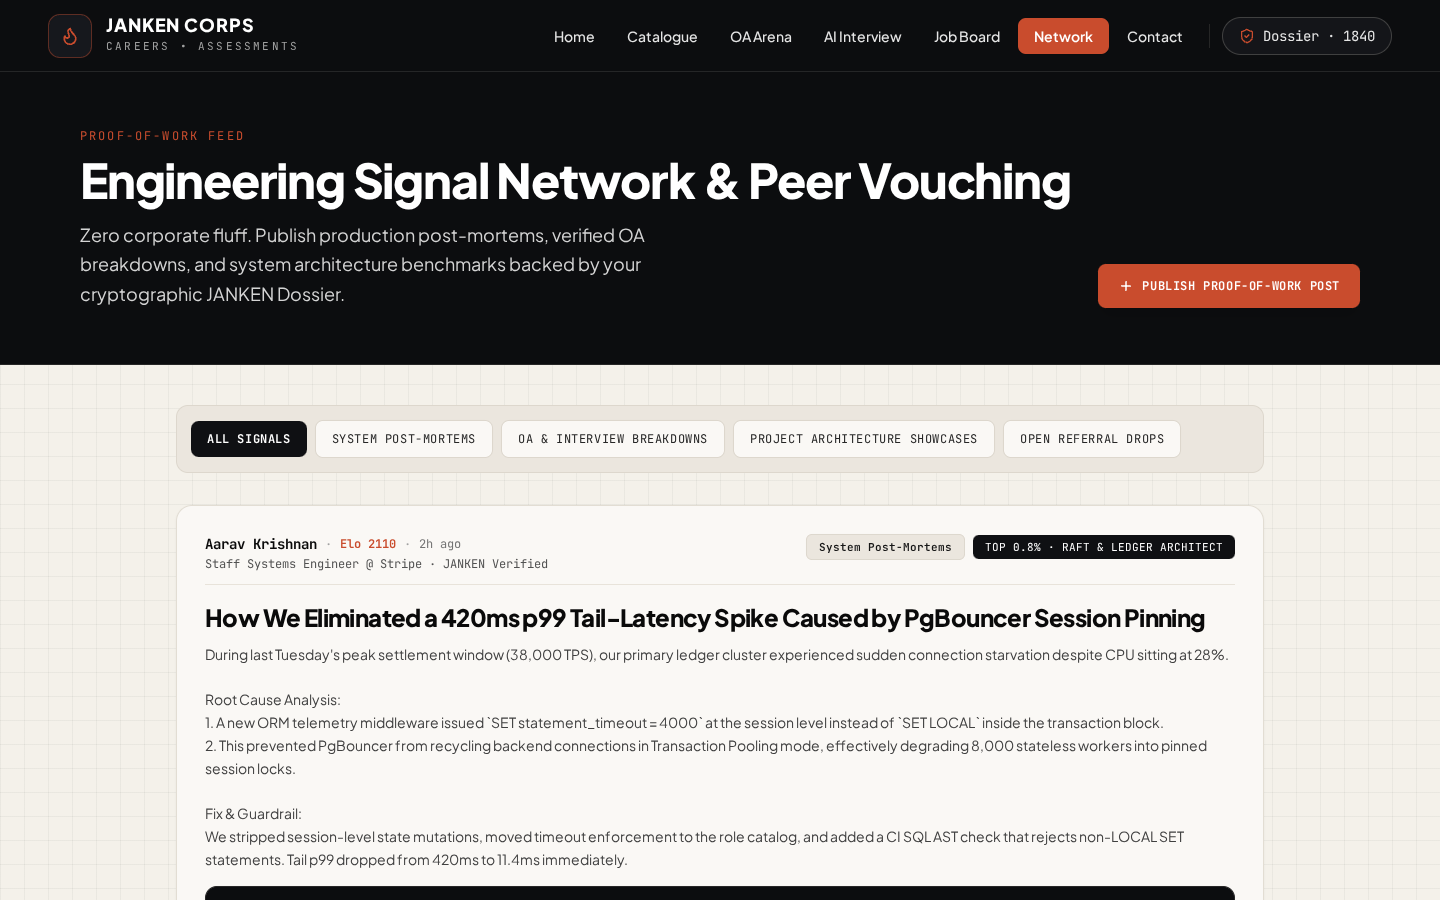 JANKEN CORPS
CAREERS • ASSESSMENTS
Home
Catalogue
OA Arena
AI Interview
Job Board
Network
Contact
Dossier · 1840
PROOF-OF-WORK FEED
Engineering Signal Network & Peer Vouching
Zero corporate fluff. Publish production post-mortems, verified OA
breakdowns, and system architecture benchmarks backed by your
cryptographic JANKEN Dossier.
+ PUBLISH PROOF-OF-WORK POST
ALL SIGNALS
SYSTEM POST-MORTEMS
OA & INTERVIEW BREAKDOWNS
PROJECT ARCHITECTURE SHOWCASES
OPEN REFERRAL DROPS
Aarav Krishnan · Elo 2110 · 2h ago
Staff Systems Engineer @ Stripe · JANKEN Verified
System Post-Mortems
TOP 0.8% · RAFT & LEDGER ARCHITECT
How We Eliminated a 420ms p99 Tail-Latency Spike Caused by PgBouncer Session Pinning
During last Tuesday's peak settlement window (38,000 TPS), our primary ledger cluster experienced sudden connection starvation despite CPU sitting at 28%.
Root Cause Analysis:
1. A new ORM telemetry middleware issued `SET statement_timeout = 4000` at the session level instead of `SET LOCAL` inside the transaction block.
2. This prevented PgBouncer from recycling backend connections in Transaction Pooling mode, effectively degrading 8,000 stateless workers into pinned
session locks.
Fix & Guardrail:
We stripped session-level state mutations, moved timeout enforcement to the role catalog, and added a CI SQL AST check that rejects non-LOCAL SET
statements. Tail p99 dropped from 420ms to 11.4ms immediately.